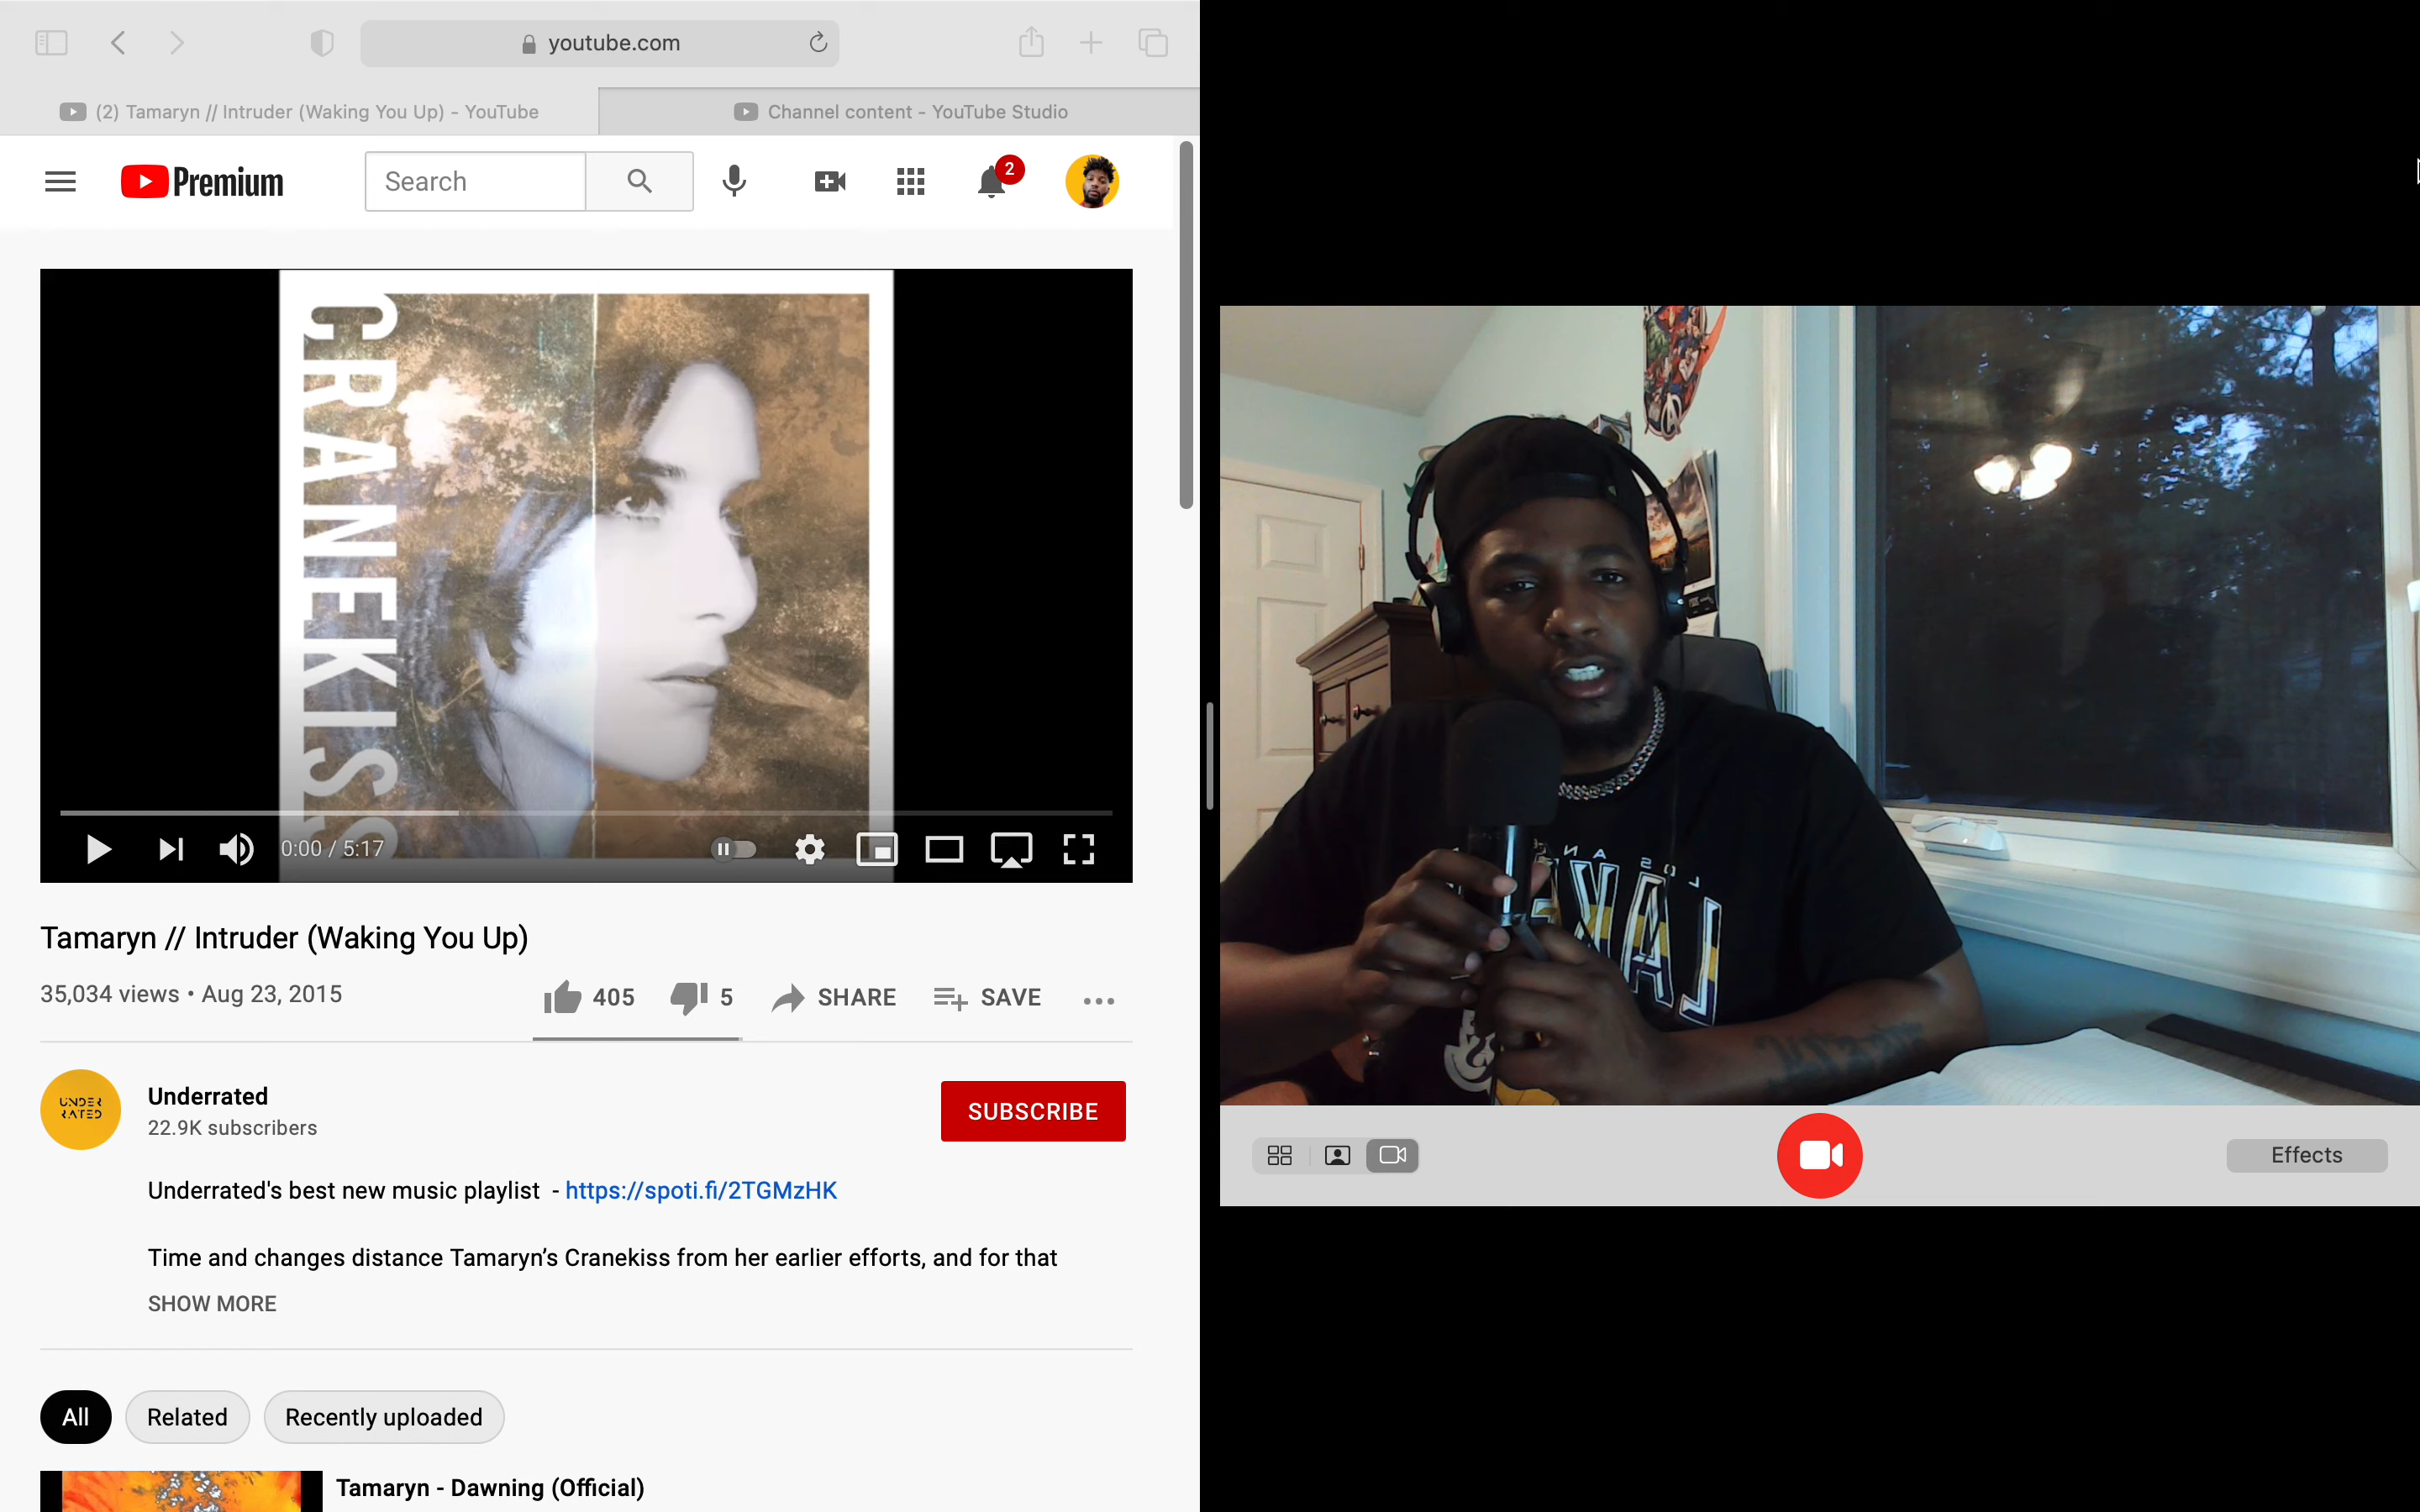 youtube.com
(2) Tamaryn // Intruder (Waking You Up) - YouTube
Channel content - YouTube Studio
Premium
Search
2
CRANEKISS
0:00 / 5:17
Tamaryn // Intruder (Waking You Up)
35,034 views • Aug 23, 2015
405
5
SHARE
SAVE
UNDER
RATED
Underrated
22.9K subscribers
SUBSCRIBE
Underrated's best new music playlist - https://spoti.fi/2TGMzHK
Time and changes distance Tamaryn’s Cranekiss from her earlier efforts, and for that
SHOW MORE
All
Related
Recently uploaded
Tamaryn - Dawning (Official)
Effects